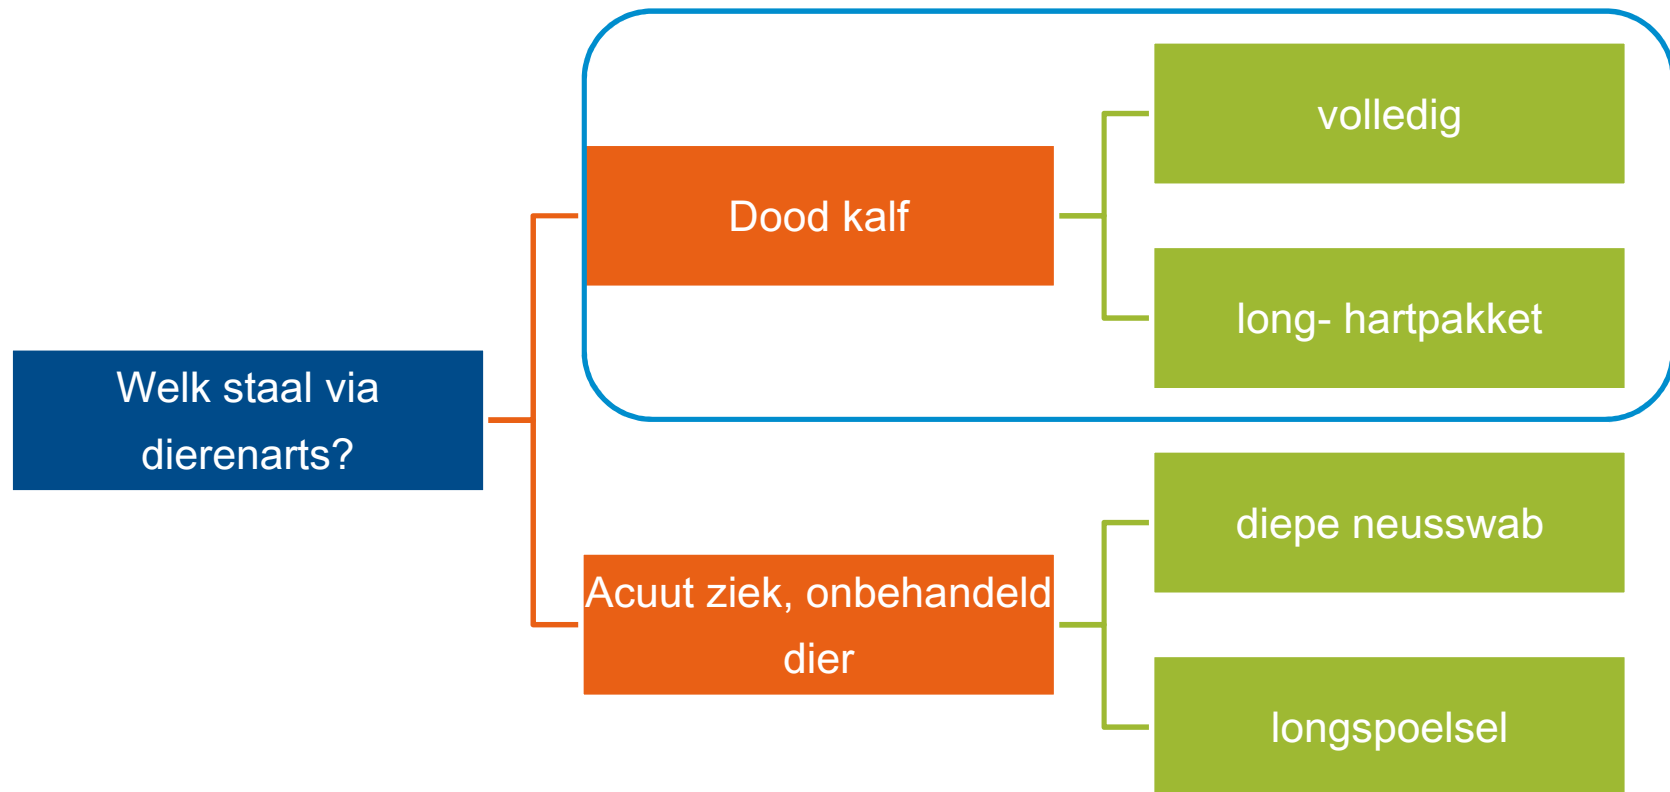 Welk staal via
dierenarts?
Dood kalf
volledig
long- hartpakket
Acuut ziek, onbehandeld
dier
diepe neusswab
longspoelsel